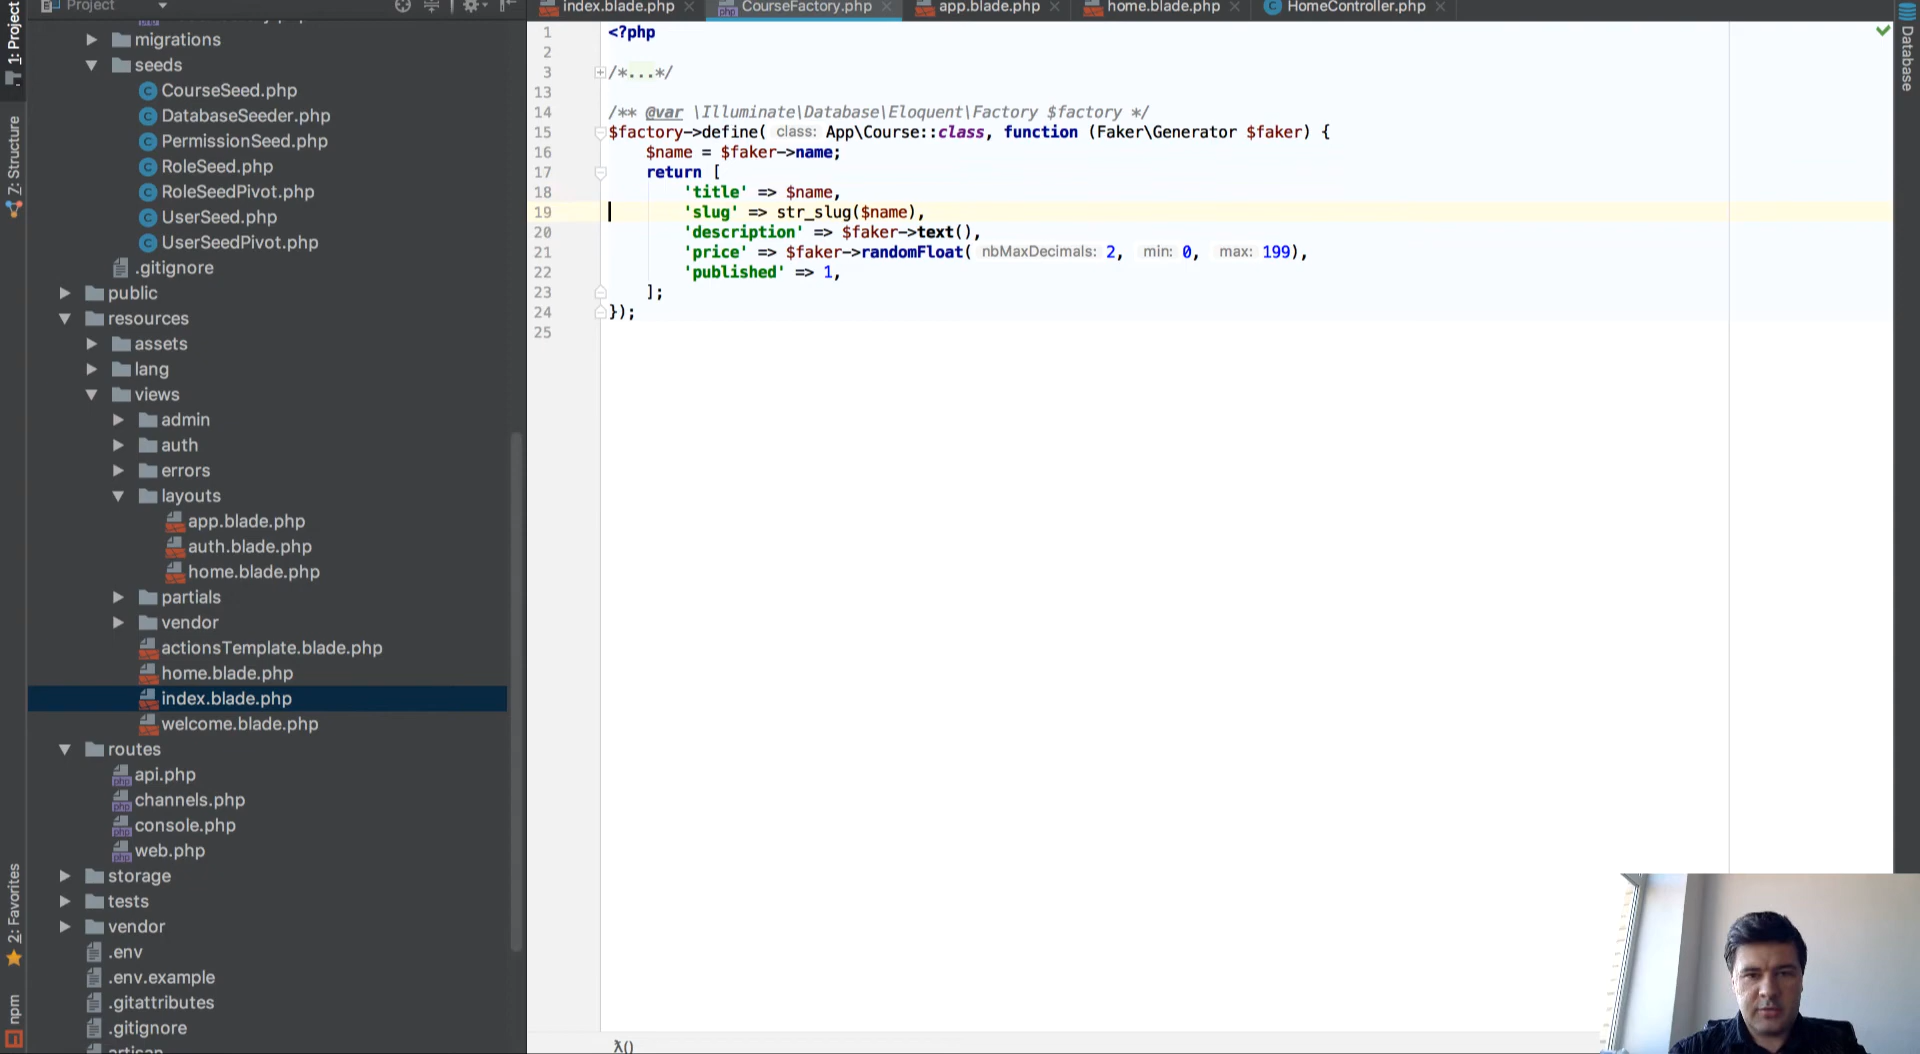 Project
index.blade.php
CourseFactory.php
app.blade.php
home.blade.php
HomeController.php
1: Project
7: Structure
2: Favorites
npm
Database
migrations
seeds
CourseSeed.php
DatabaseSeeder.php
PermissionSeed.php
RoleSeed.php
RoleSeedPivot.php
UserSeed.php
UserSeedPivot.php
.gitignore
public
resources
assets
lang
views
admin
auth
errors
layouts
app.blade.php
auth.blade.php
home.blade.php
partials
vendor
actionsTemplate.blade.php
home.blade.php
index.blade.php
welcome.blade.php
routes
api.php
channels.php
console.php
web.php
storage
tests
vendor
.env
.env.example
.gitattributes
.gitignore
artisan
1 <?php
2
3 /*...*/
13
14 /** @var \Illuminate\Database\Eloquent\Factory $factory */
15 $factory->define( class: App\Course::class, function (Faker\Generator $faker) {
16 $name = $faker->name;
17 return [
18 'title' => $name,
19 'slug' => str_slug($name),
20 'description' => $faker->text(),
21 'price' => $faker->randomFloat( nbMaxDecimals: 2, min: 0, max: 199),
22 'published' => 1,
23 ];
24 });
25
λ()